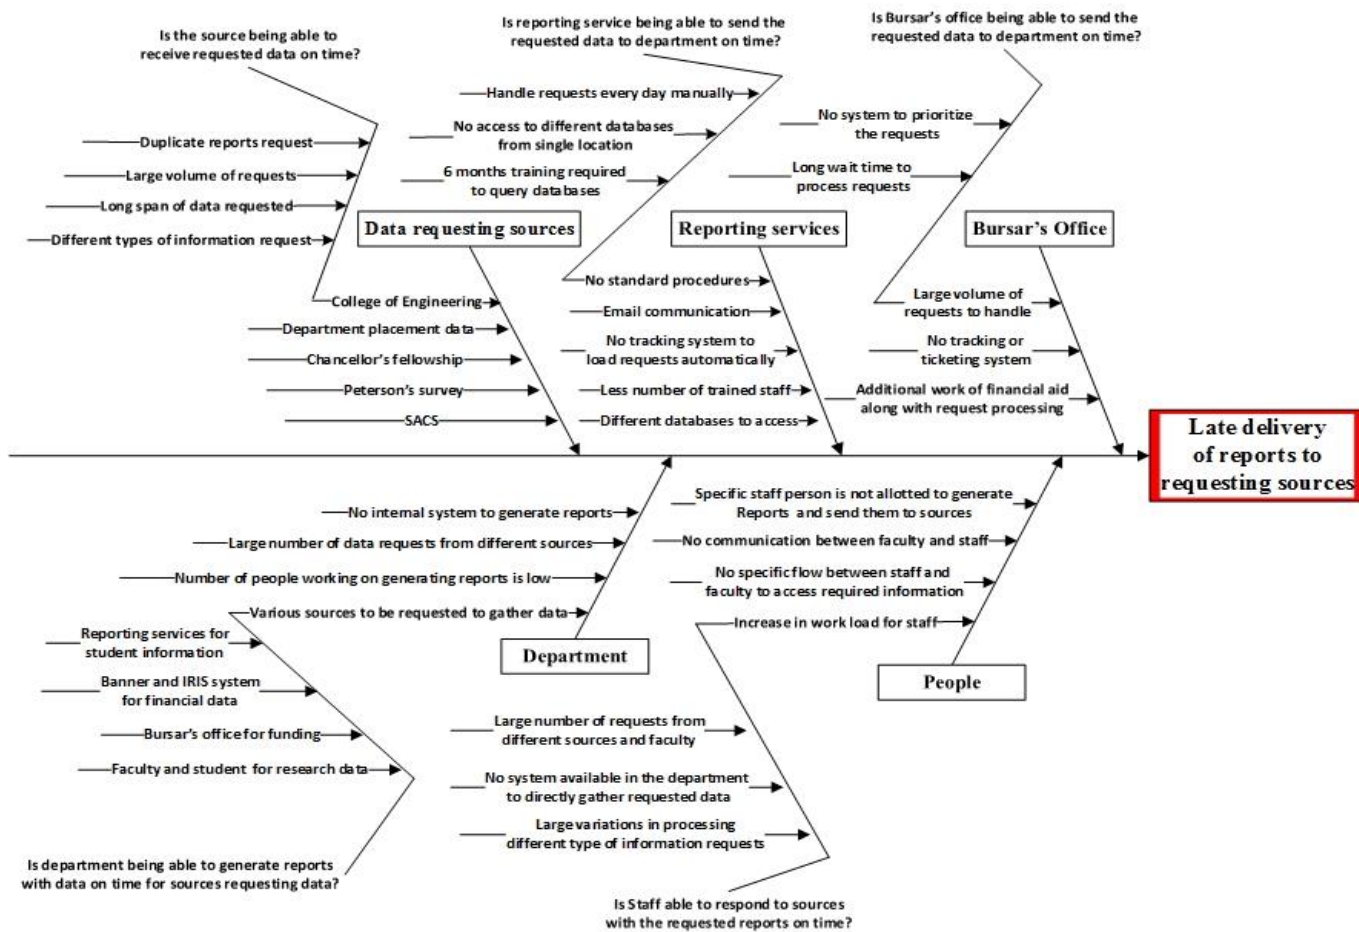 Is the source being able to
receive requested data on time?
Duplicate reports request
Large volume of requests
Long span of data requested
Different types of information request
Data requesting sources
College of Engineering
Department placement data
Chancellor's fellowship
Peterson's survey
SACS
Is reporting service being able to send the
requested data to department on time?
Handle requests every day manually
No access to different databases
from single location
6 months training required
to query databases
Reporting services
No standard procedures
Email communication
No tracking system to
load requests automatically
Less number of trained staff
Different databases to access
Is Bursar's office being able to send the
requested data to department on time?
No system to prioritize
the requests
Long wait time to
process requests
Bursar's Office
Large volume of
requests to handle
No tracking or
ticketing system
Additional work of financial aid
along with request processing
Late delivery
of reports to
requesting sources
No internal system to generate reports
Large number of data requests from different sources
Number of people working on generating reports is low
Various sources to be requested to gather data
Department
Reporting services for
student information
Banner and IRIS system
for financial data
Bursar's office for funding
Faculty and student for research data
Is department being able to generate reports
with data on time for sources requesting data?
Specific staff person is not allotted to generate
Reports and send them to sources
No communication between faculty and staff
No specific flow between staff and
faculty to access required information
Increase in work load for staff
People
Large number of requests from
different sources and faculty
No system available in the department
to directly gather requested data
Large variations in processing
different type of information requests
Is Staff able to respond to sources
with the requested reports on time?